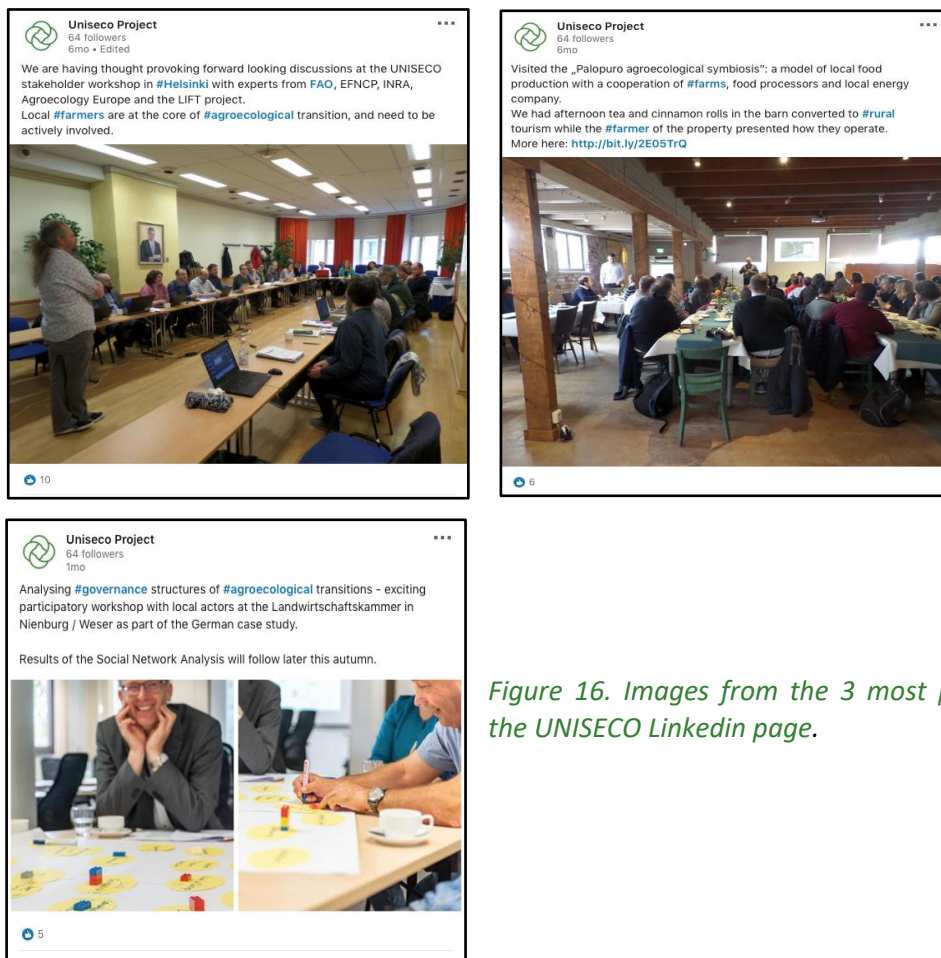 Uniseco Project
64 followers
6mo • Edited
We are having thought provoking forward looking discussions at the UNISECO
stakeholder workshop in #Helsinki with experts from FAO, EFNCP, INRA,
Agroecology Europe and the LIFT project.
Local #farmers are at the core of #agroecological transition, and need to be
actively involved.
10
Uniseco Project
64 followers
6mo
Visited the „Palopuro agroecological symbiosis”: a model of local food
production with a cooperation of #farms, food processors and local energy
company.
We had afternoon tea and cinnamon rolls in the barn converted to #rural
tourism while the #farmer of the property presented how they operate.
More here: http://bit.ly/2E05TrQ
6
Uniseco Project
64 followers
1mo
Analysing #governance structures of #agroecological transitions - exciting
participatory workshop with local actors at the Landwirtschaftskammer in
Nienburg / Weser as part of the German case study.
Results of the Social Network Analysis will follow later this autumn.
5
Figure 16. Images from the 3 most
the UNISECO Linkedin page.